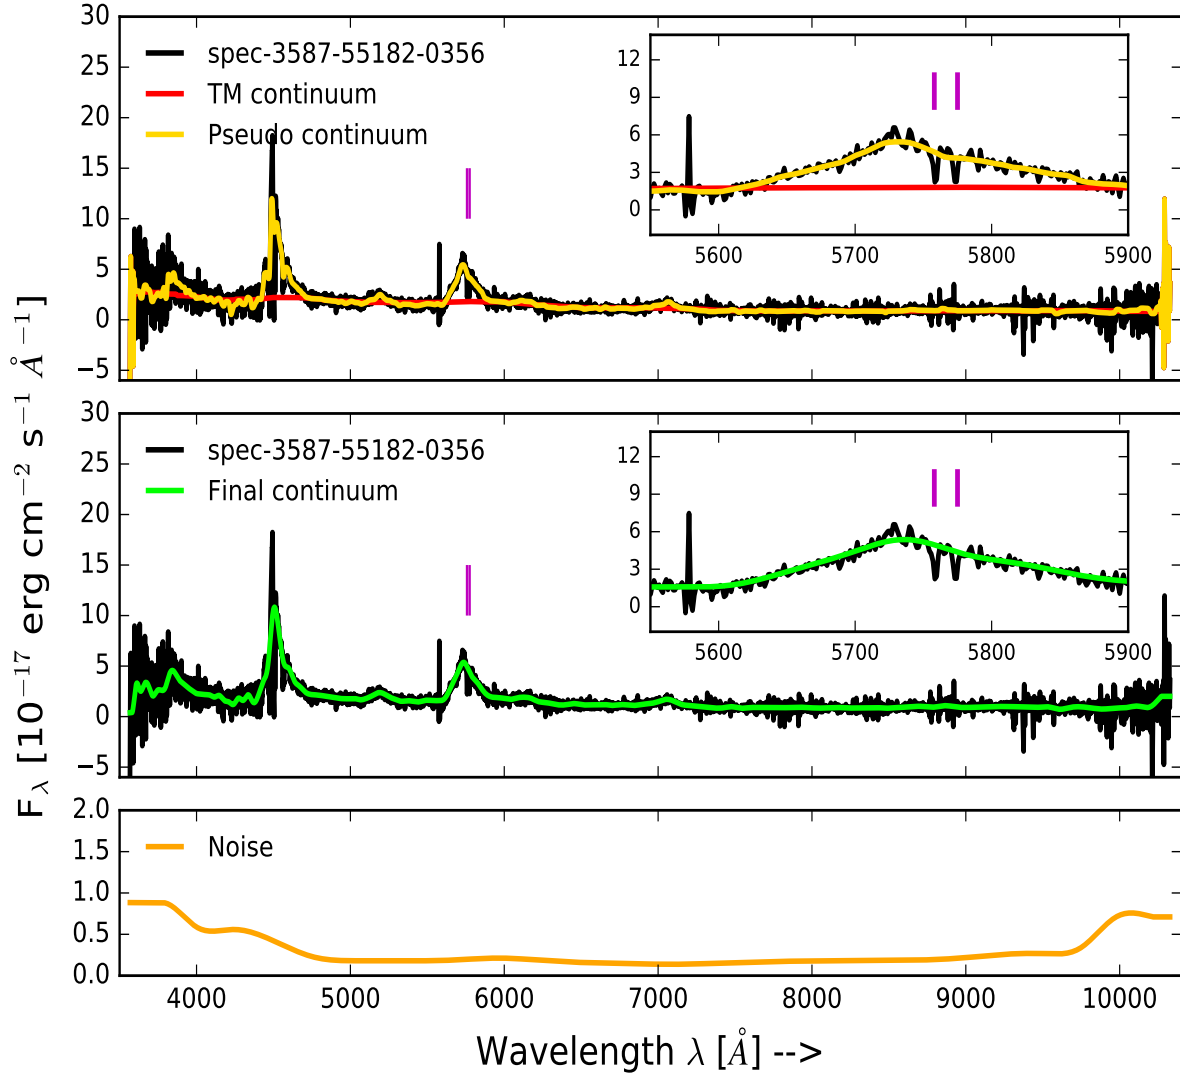 F_λ [10^−17 erg cm^−2 s^−1 Å^−1]
30
25
20
15
10
5
0
−5
spec-3587-55182-0356
TM continuum
Pseudo continuum
12
9
6
3
0
5600 5700 5800 5900
30
25
20
15
10
5
0
−5
spec-3587-55182-0356
Final continuum
12
9
6
3
0
5600 5700 5800 5900
2.0
1.5
1.0
0.5
0.0
Noise
4000 5000 6000 7000 8000 9000 10000
Wavelength λ [Å] -->